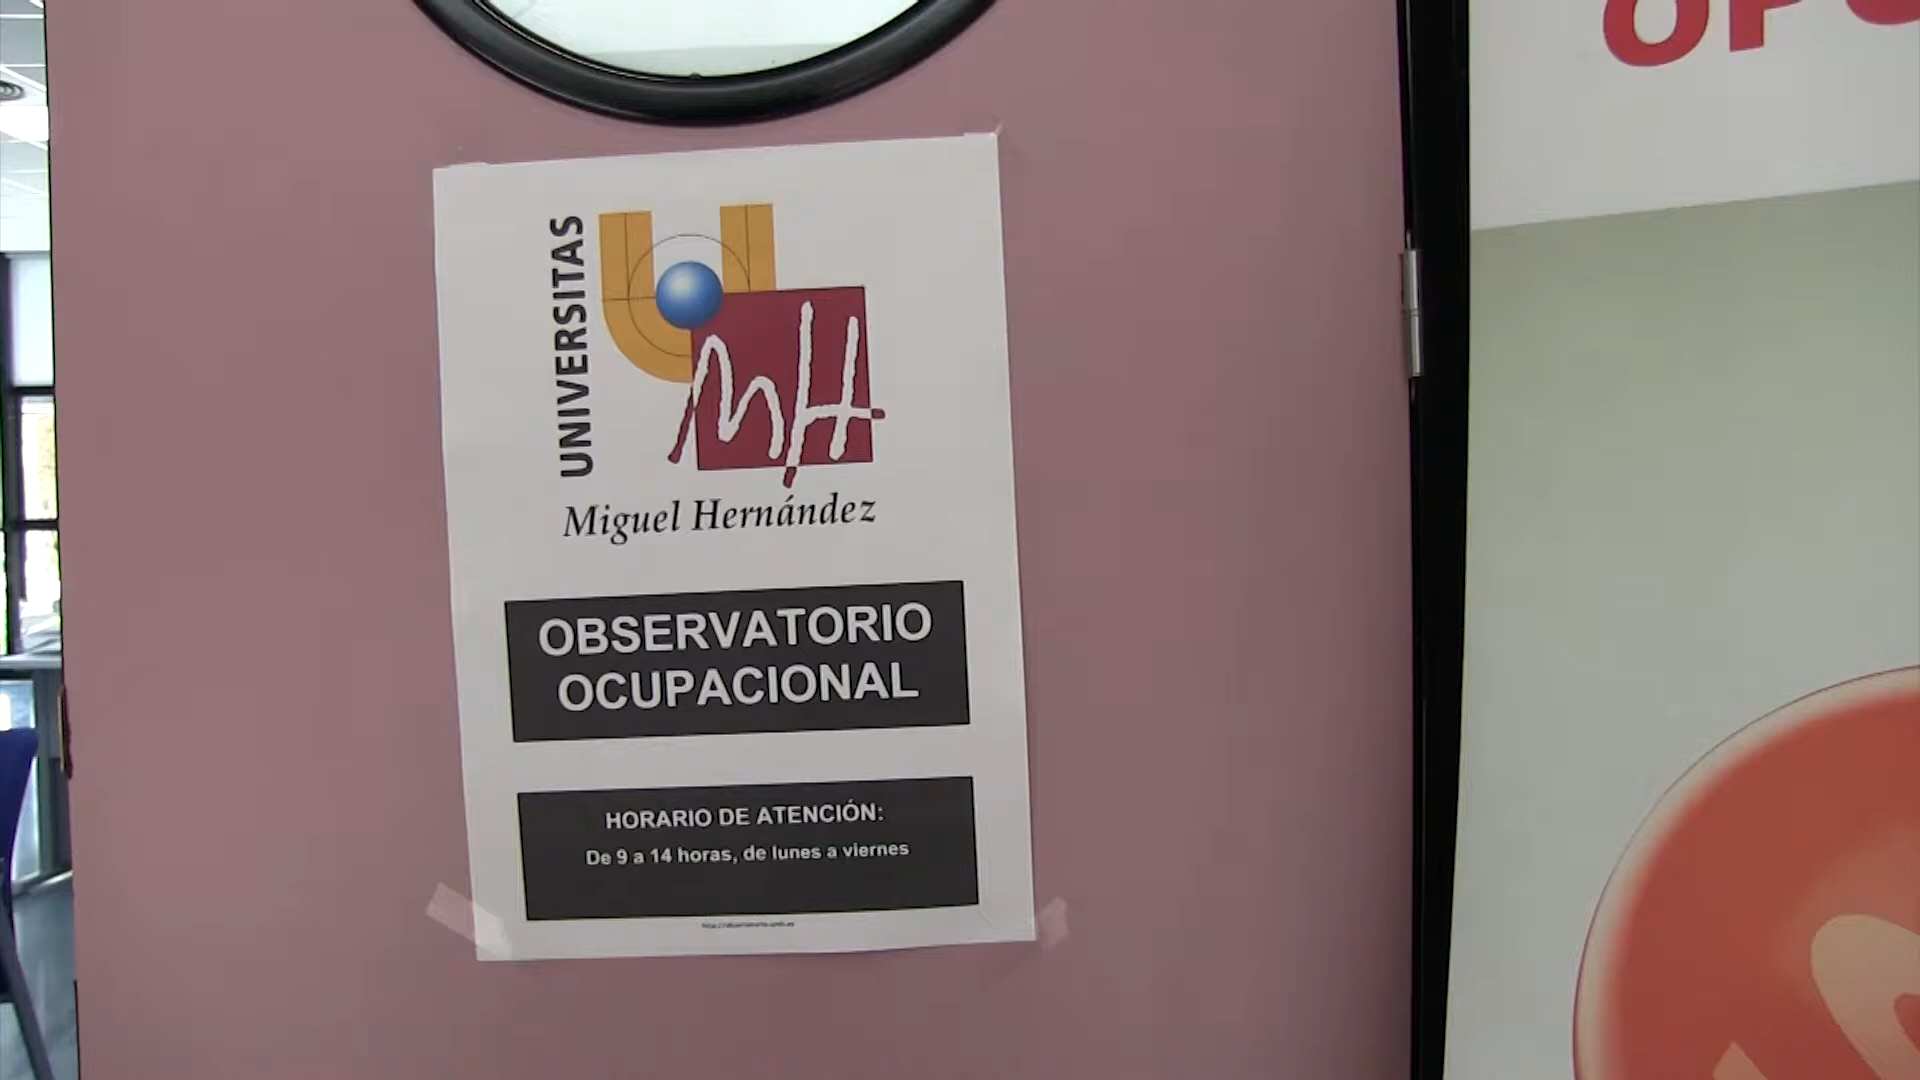 UNIVERSITAS
MH
Miguel Hernández
OBSERVATORIO
OCUPACIONAL
HORARIO DE ATENCIÓN:
De 9 a 14 horas, de lunes a viernes